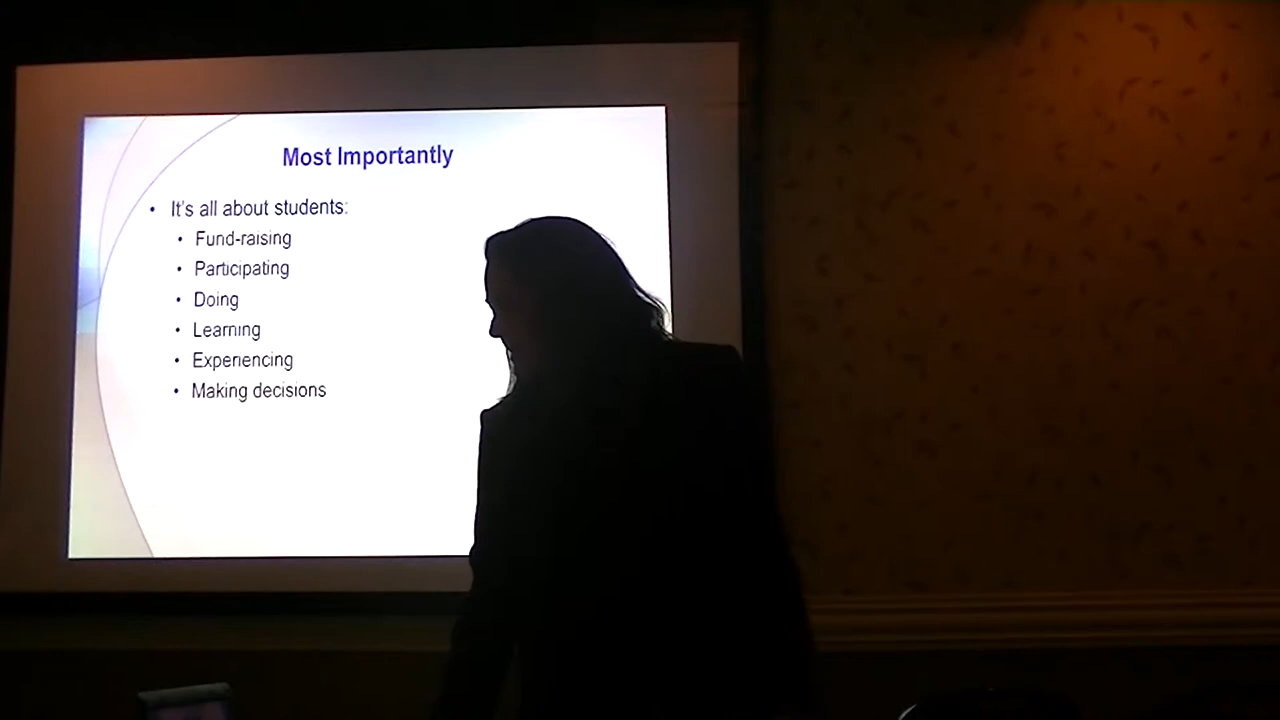 Most Importantly
• It's all about students:
• Fund-raising
• Participating
• Doing
• Learning
• Experiencing
• Making decisions